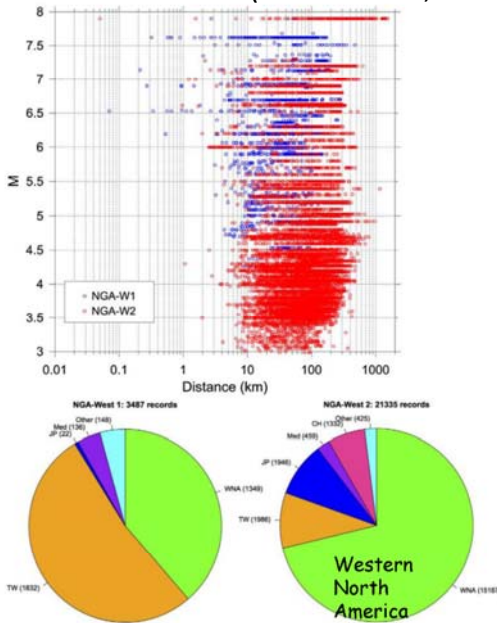 8
7.5
7
6.5
6
5.5
5
4.5
4
3.5
3
M
NGA-W1
NGA-W2
0.01 0.1 1 10 100 1000
Distance (km)
NGA-West 1: 3487 records
Other (148)
Med (136)
JP (22)
WNA (1349)
TW (1832)
NGA-West 2: 21335 records
Other (425)
CH (1332)
Med (459)
JP (1946)
TW (1986)
Western
North
America